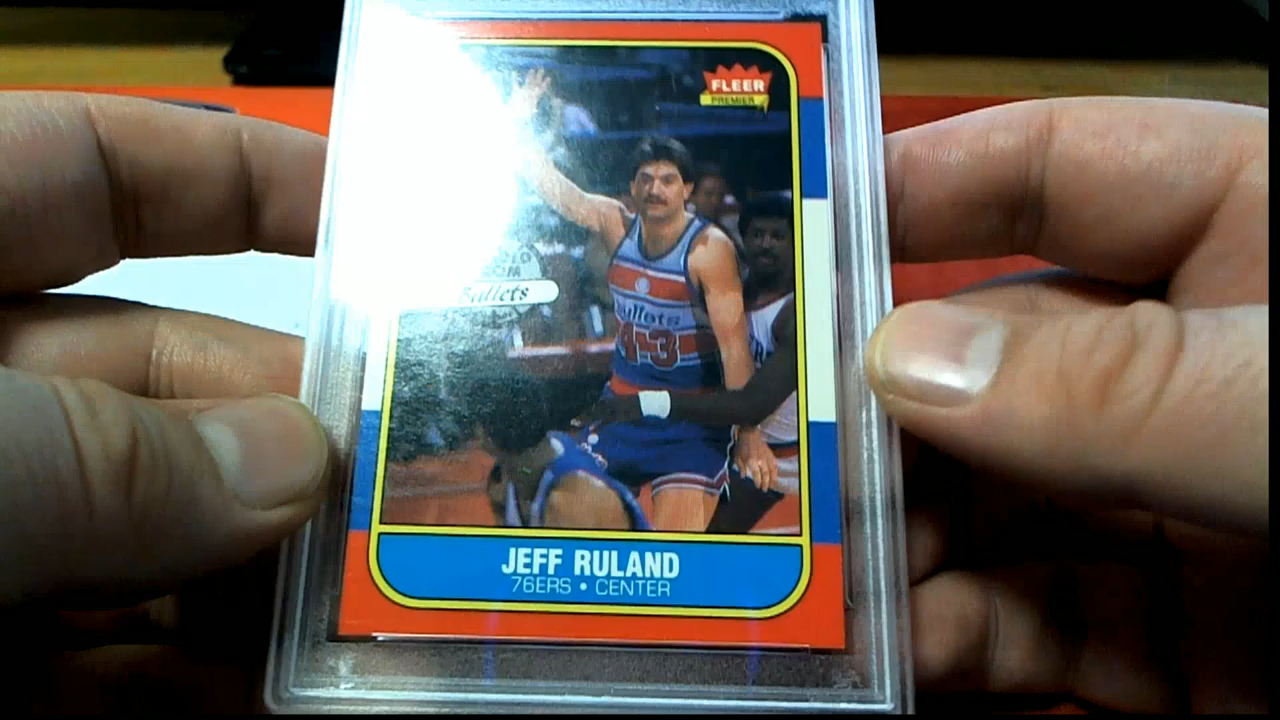 FLEER
PREMIER
Bullets
Bullets
43
JEFF RULAND
76ERS • CENTER